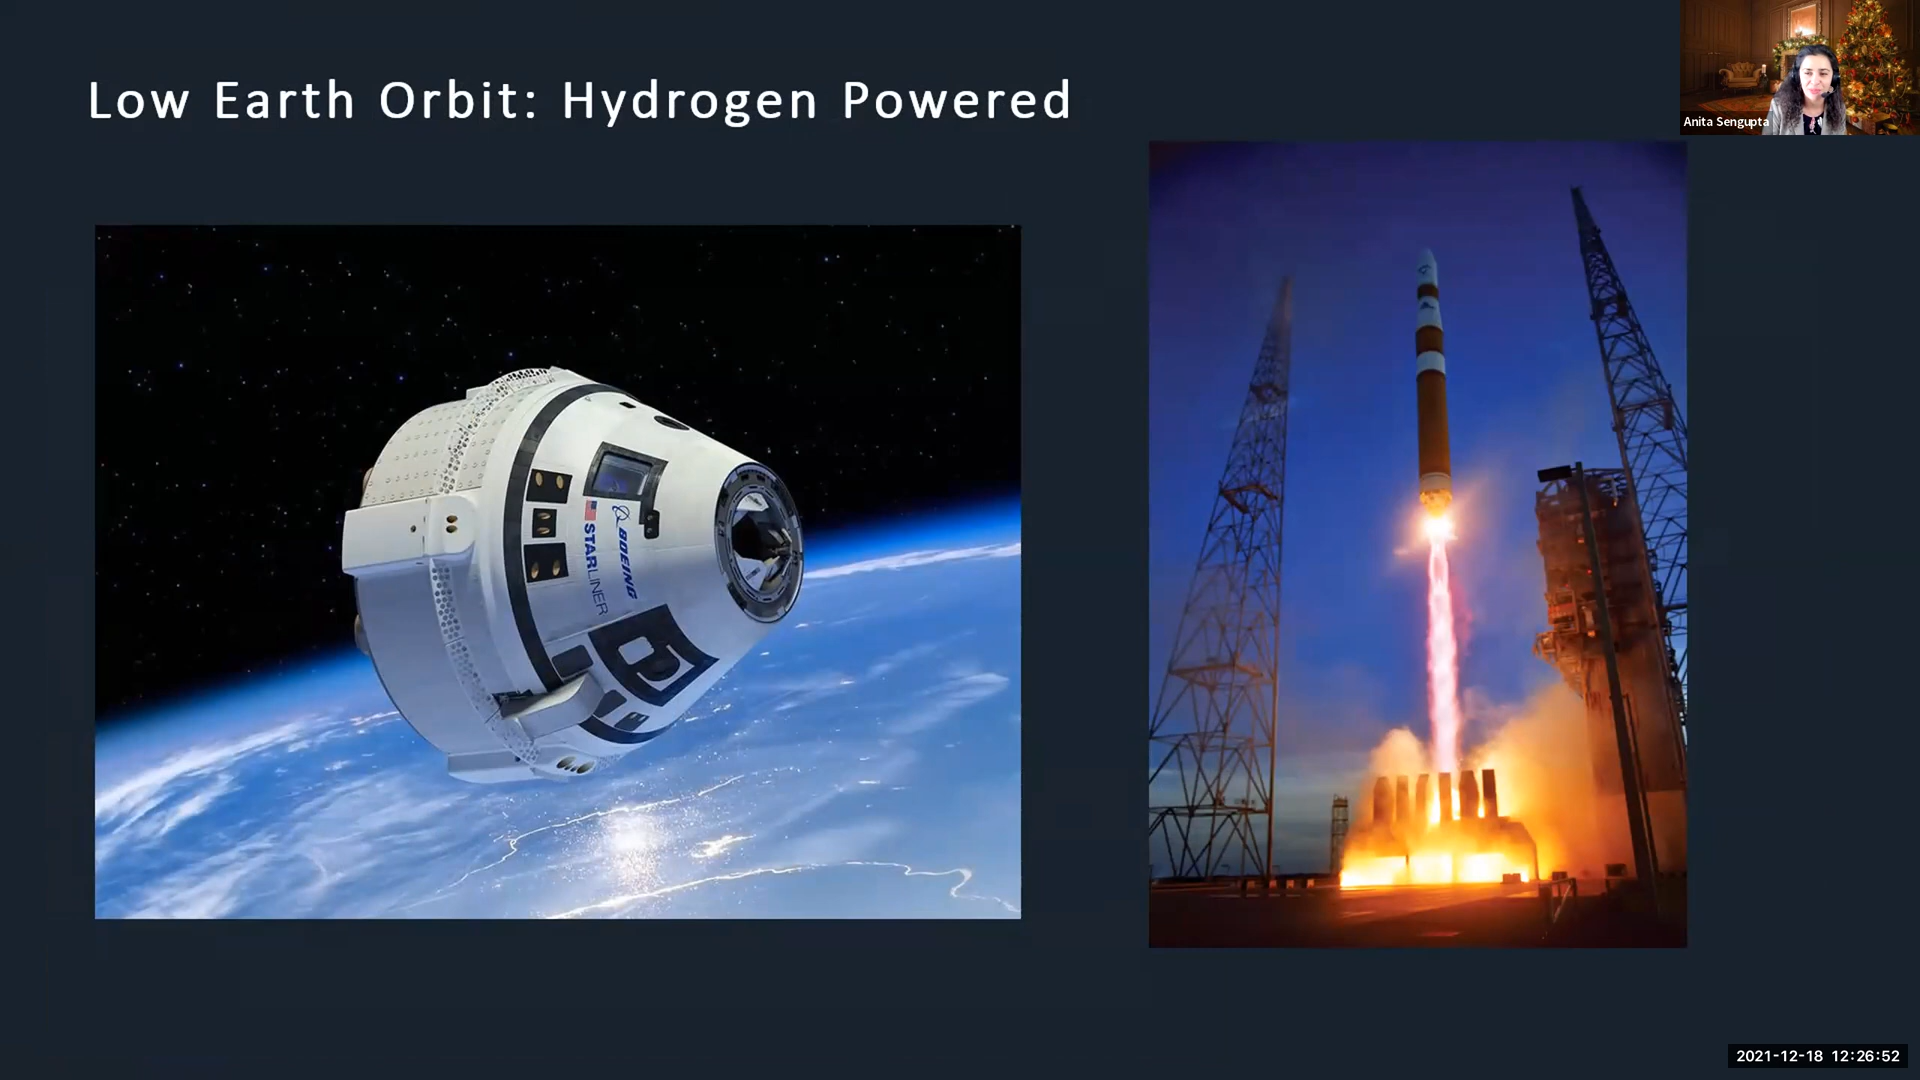 Low Earth Orbit: Hydrogen Powered
Anita Sengupta
BOEING
STARLINER
2021-12-18 12:26:52